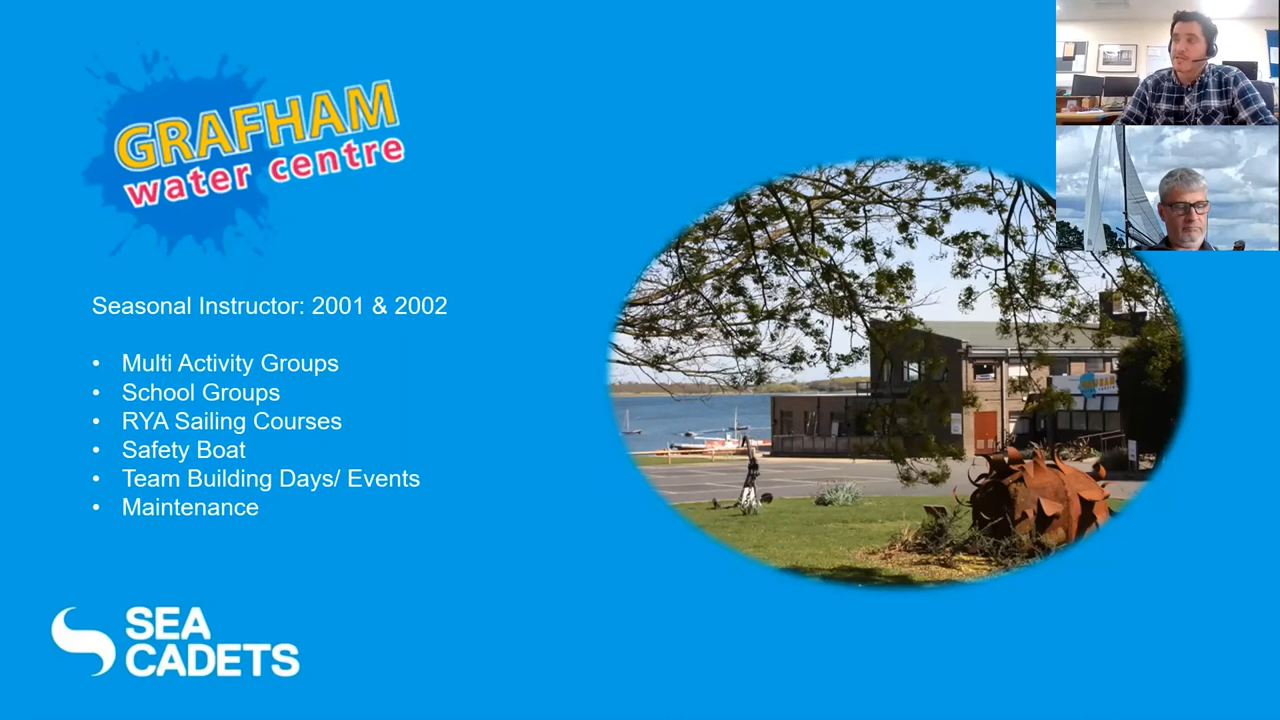 GRAFHAM
water centre
Seasonal Instructor: 2001 & 2002
• Multi Activity Groups
• School Groups
• RYA Sailing Courses
• Safety Boat
• Team Building Days/ Events
• Maintenance
GRAFHAM
SEA
CADETS